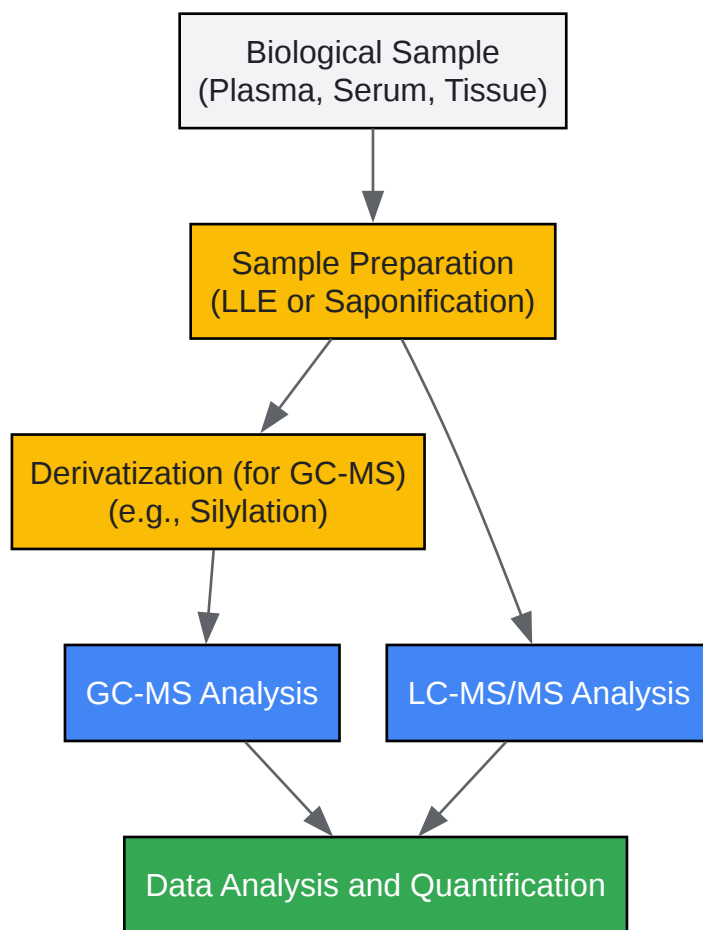 Biological Sample
(Plasma, Serum, Tissue)
Sample Preparation
(LLE or Saponification)
Derivatization (for GC-MS)
(e.g., Silylation)
GC-MS Analysis
LC-MS/MS Analysis
Data Analysis and Quantification